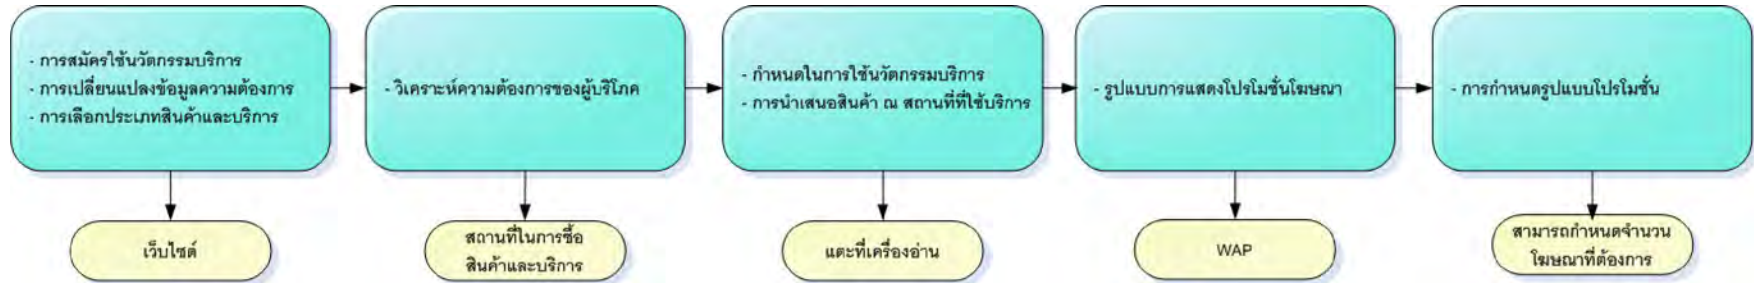 - การสมัครใช้นวัตกรรมบริการ
- การเปลี่ยนแปลงข้อมูลความต้องการ
- การเลือกประเภทสินค้าและบริการ
- วิเคราะห์ความต้องการของผู้บริโภค
- กำหนดในการใช้นวัตกรรมบริการ
- การนำเสนอสินค้า ณ สถานที่ที่ใช้บริการ
- รูปแบบการแสดงโปรโมชั่นโฆษณา
- การกำหนดรูปแบบโปรโมชั่น
เว็บไซต์
สถานที่ในการซื้อ
สินค้าและบริการ
แตะที่เครื่องอ่าน
WAP
สามารถกำหนดจำนวน
โฆษณาที่ต้องการ